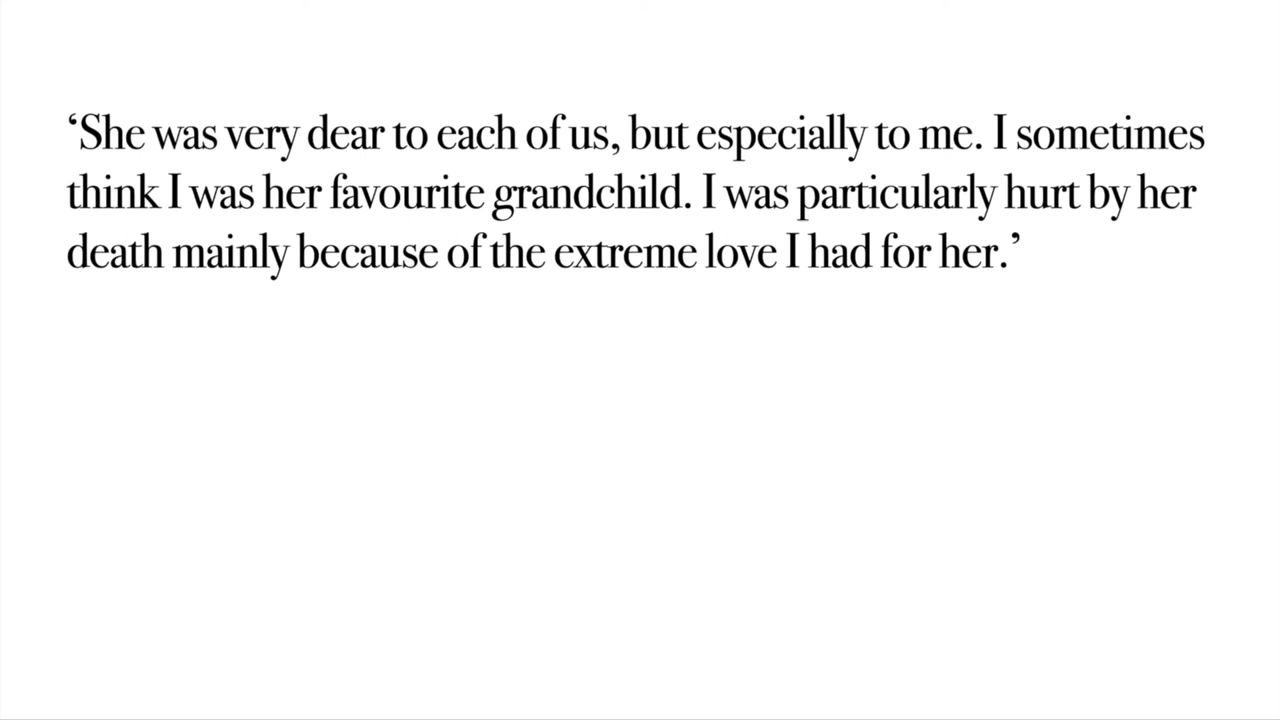 ‘She was very dear to each of us, but especially to me. I sometimes
think I was her favourite grandchild. I was particularly hurt by her
death mainly because of the extreme love I had for her.’